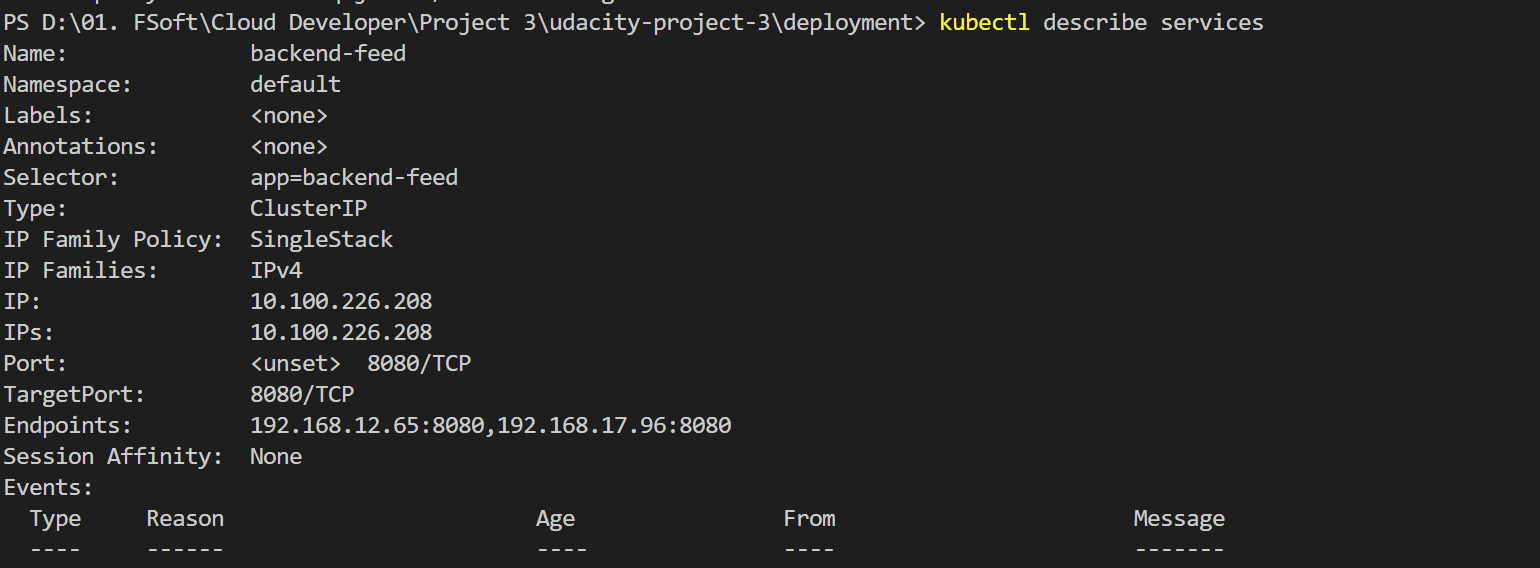 PS D:\01. FSoft\Cloud Developer\Project 3\udacity-project-3\deployment> kubectl describe services
Name:              backend-feed
Namespace:         default
Labels:            <none>
Annotations:       <none>
Selector:          app=backend-feed
Type:              ClusterIP
IP Family Policy:  SingleStack
IP Families:       IPv4
IP:                10.100.226.208
IPs:               10.100.226.208
Port:              <unset>  8080/TCP
TargetPort:        8080/TCP
Endpoints:         192.168.12.65:8080,192.168.17.96:8080
Session Affinity:  None
Events:
  Type     Reason                        Age                From                       Message
  ----     ------                        ----               ----                       -------